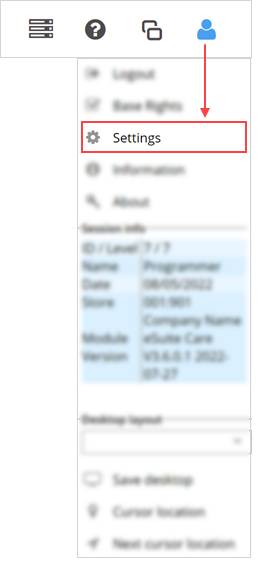 Logout
Base Rights
Settings
Information
About
Session info
ID / Level 7 / 7
Name Programmer
Date 08/05/2022
Store 001:901
Company Name
Module eSuite Care
Version V3.6.0.1 2022-
07-27
Desktop layout
Save desktop
Cursor location
Next cursor location